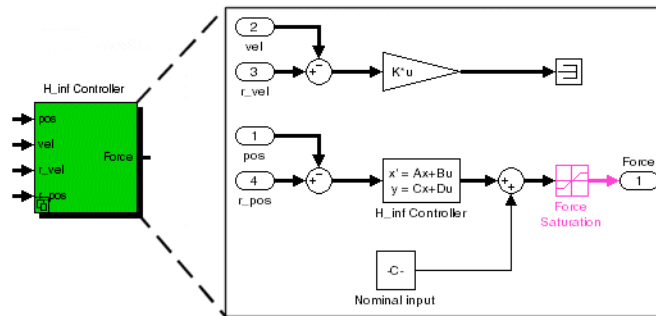 H_inf Controller
pos
vel
r_vel
r_pos
Force
2
vel
3
r_vel
K*u
1
pos
4
r_pos
x' = Ax+Bu
y = Cx+Du
H_inf Controller
-C-
Nominal input
Force
Saturation
Force
1